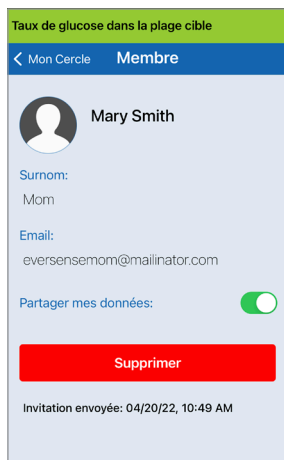 Taux de glucose dans la plage cible
Mon Cercle Membre
Mary Smith
Surnom:
Mom
Email:
eversensemom@mailinator.com
Partager mes données:
Supprimer
Invitation envoyée: 04/20/22, 10:49 AM